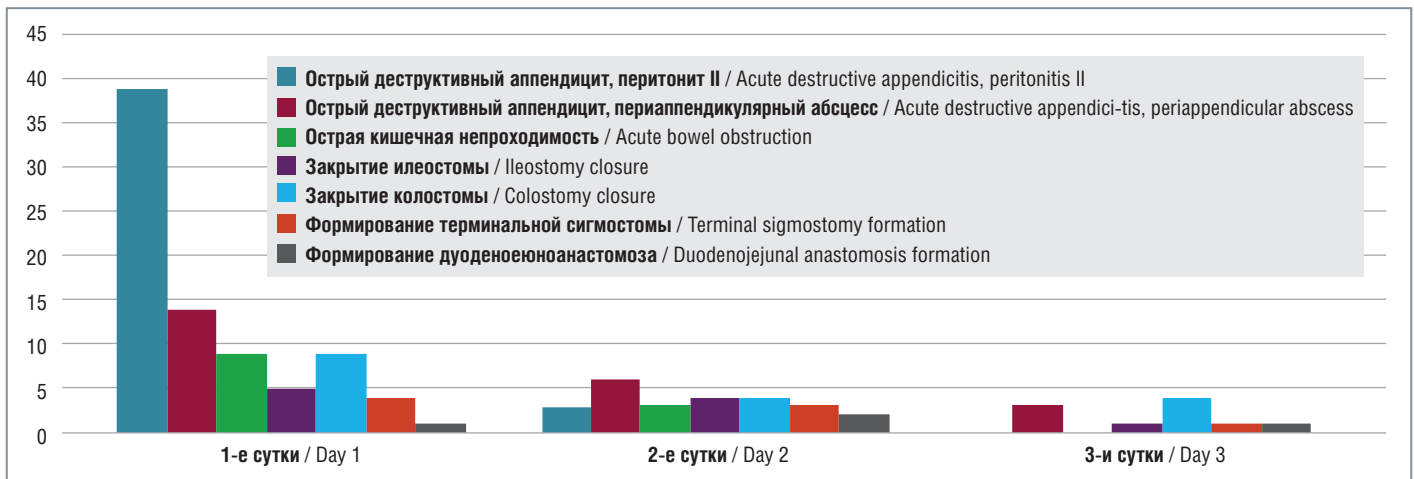 45
40
35
30
25
20
15
10
5
0
Острый деструктивный аппендицит, перитонит II / Acute destructive appendicitis, peritonitis II
Острый деструктивный аппендицит, периаппендикулярный абсцесс / Acute destructive appendici-tis, periappendicular abscess
Острая кишечная непроходимость / Acute bowel obstruction
Закрытие илеостомы / Ileostomy closure
Закрытие колостомы / Colostomy closure
Формирование терминальной сигмостомы / Terminal sigmostomy formation
Формирование дуоденоеюноанастомоза / Duodenojejunal anastomosis formation
1-е сутки / Day 1
2-е сутки / Day 2
3-и сутки / Day 3